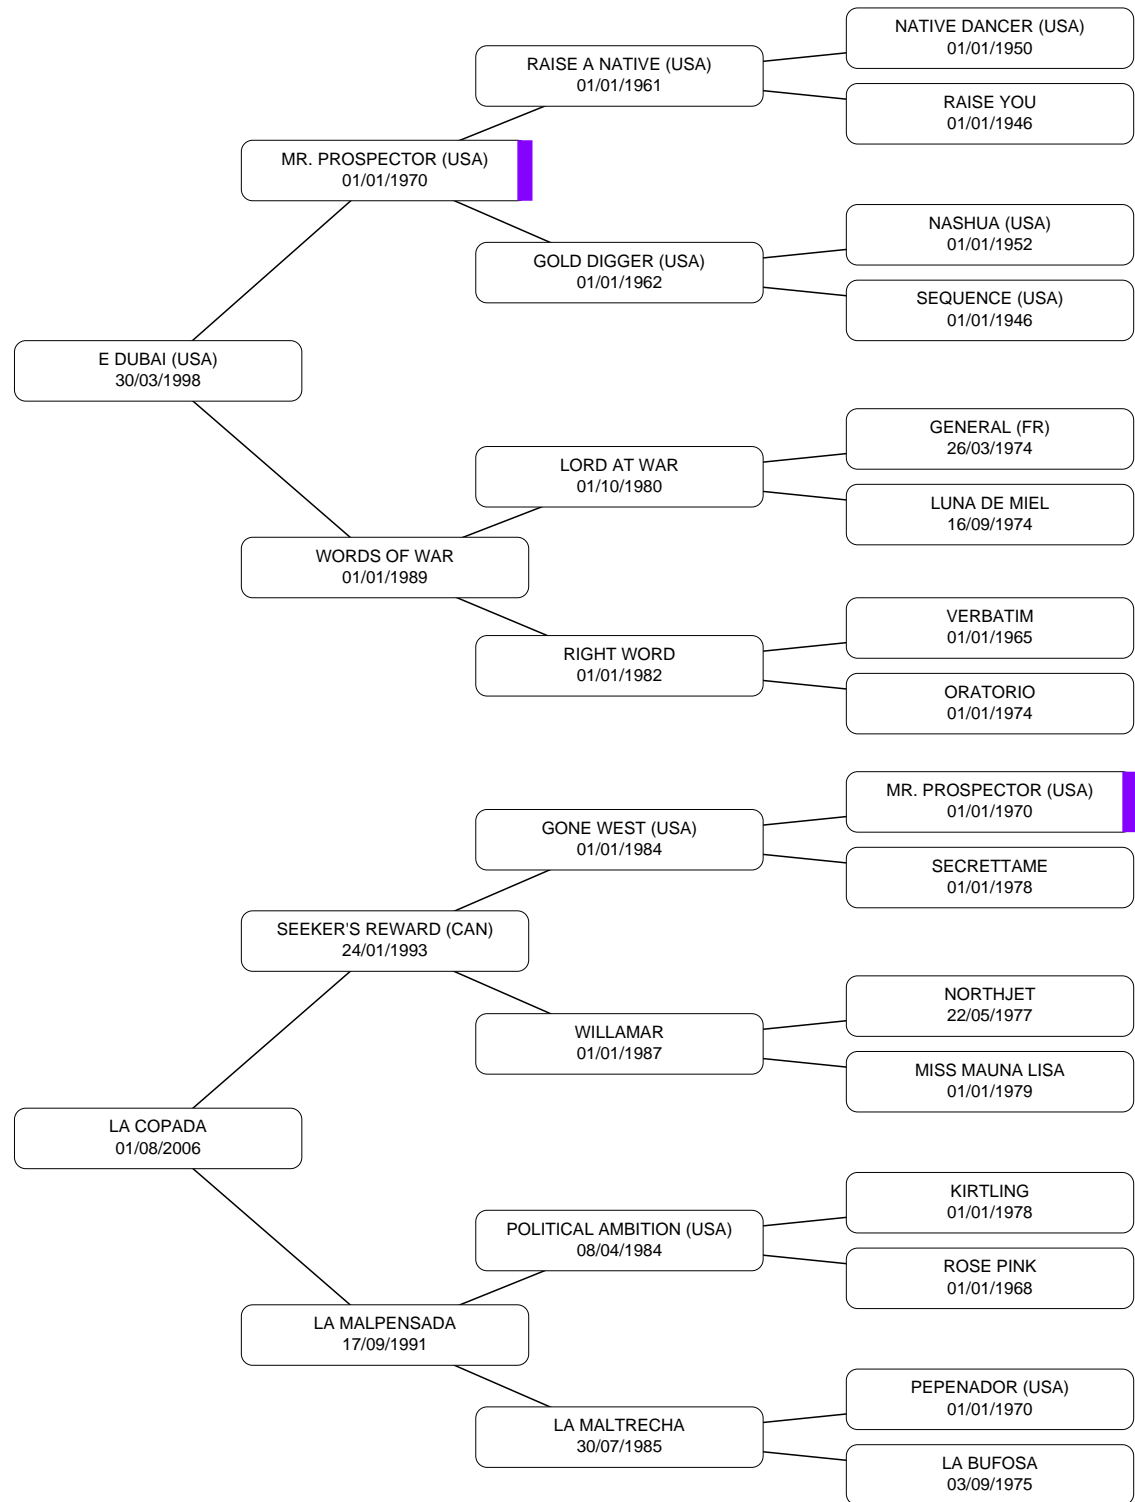 NATIVE DANCER (USA)
01/01/1950
RAISE A NATIVE (USA)
01/01/1961
RAISE YOU
01/01/1946
MR. PROSPECTOR (USA)
01/01/1970
NASHUA (USA)
01/01/1952
GOLD DIGGER (USA)
01/01/1962
SEQUENCE (USA)
01/01/1946
E DUBAI (USA)
30/03/1998
GENERAL (FR)
26/03/1974
LORD AT WAR
01/10/1980
LUNA DE MIEL
16/09/1974
WORDS OF WAR
01/01/1989
VERBATIM
01/01/1965
RIGHT WORD
01/01/1982
ORATORIO
01/01/1974
MR. PROSPECTOR (USA)
01/01/1970
GONE WEST (USA)
01/01/1984
SECRETTAME
01/01/1978
SEEKER'S REWARD (CAN)
24/01/1993
NORTHJET
22/05/1977
WILLAMAR
01/01/1987
MISS MAUNA LISA
01/01/1979
LA COPADA
01/08/2006
KIRTLING
01/01/1978
POLITICAL AMBITION (USA)
08/04/1984
ROSE PINK
01/01/1968
LA MALPENSADA
17/09/1991
PEPENADOR (USA)
01/01/1970
LA MALTRECHA
30/07/1985
LA BUFOSA
03/09/1975